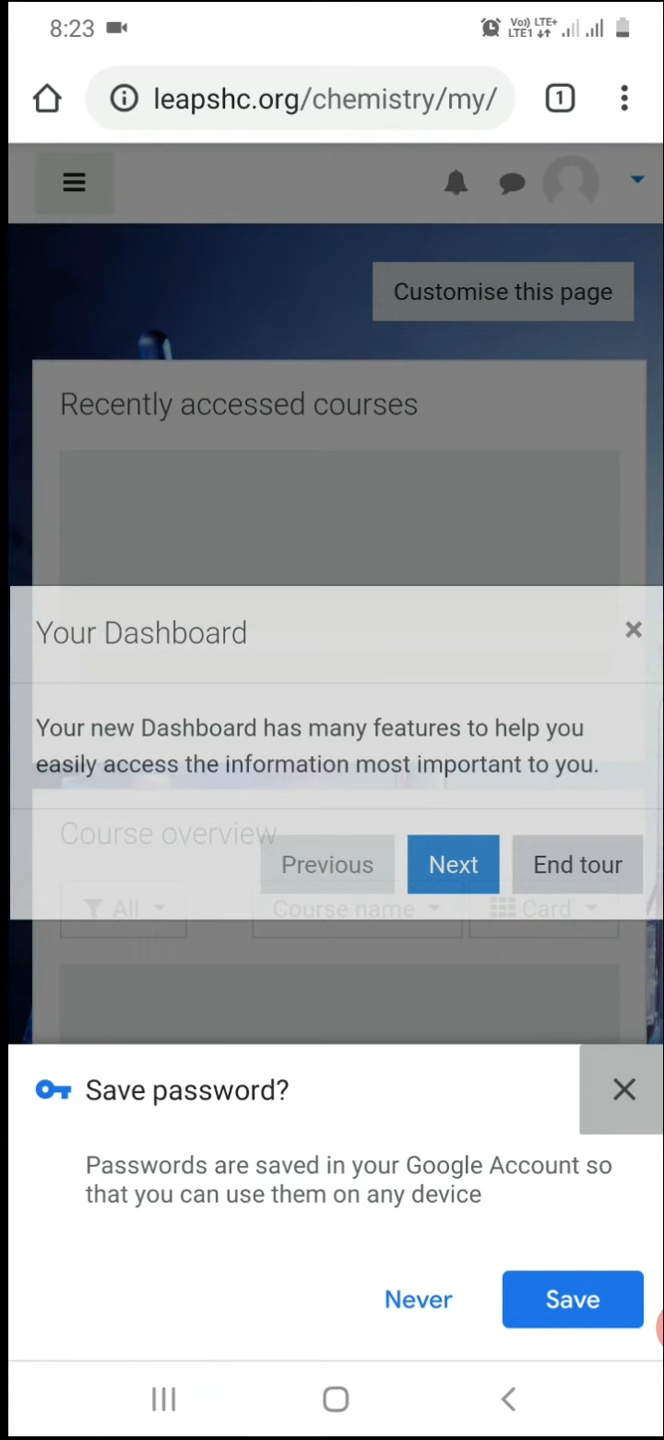 8:23
Vo) LTE+
LTE1
leapshc.org/chemistry/my/
1
Customise this page
Recently accessed courses
Your Dashboard
Your new Dashboard has many features to help you
easily access the information most important to you.
Course overview
Previous
Next
End tour
All
Course name
Card
Save password?
Passwords are saved in your Google Account so
that you can use them on any device
Never
Save